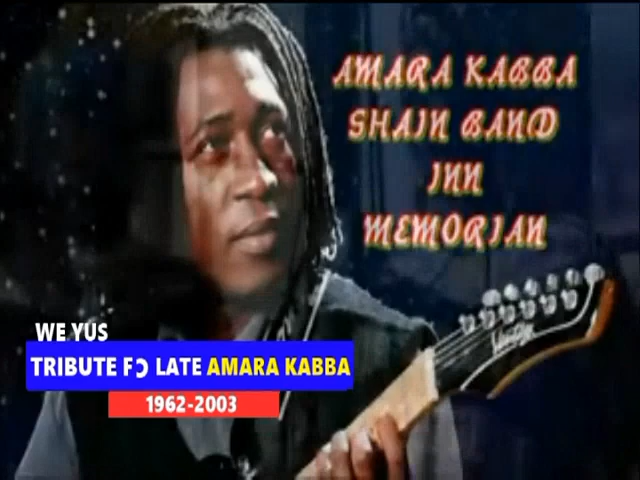 AMARA KABBA
SHAIN BAND
INN
MEMORIAN
WE YUS
TRIBUTE FƆ LATE AMARA KABBA
1962-2003